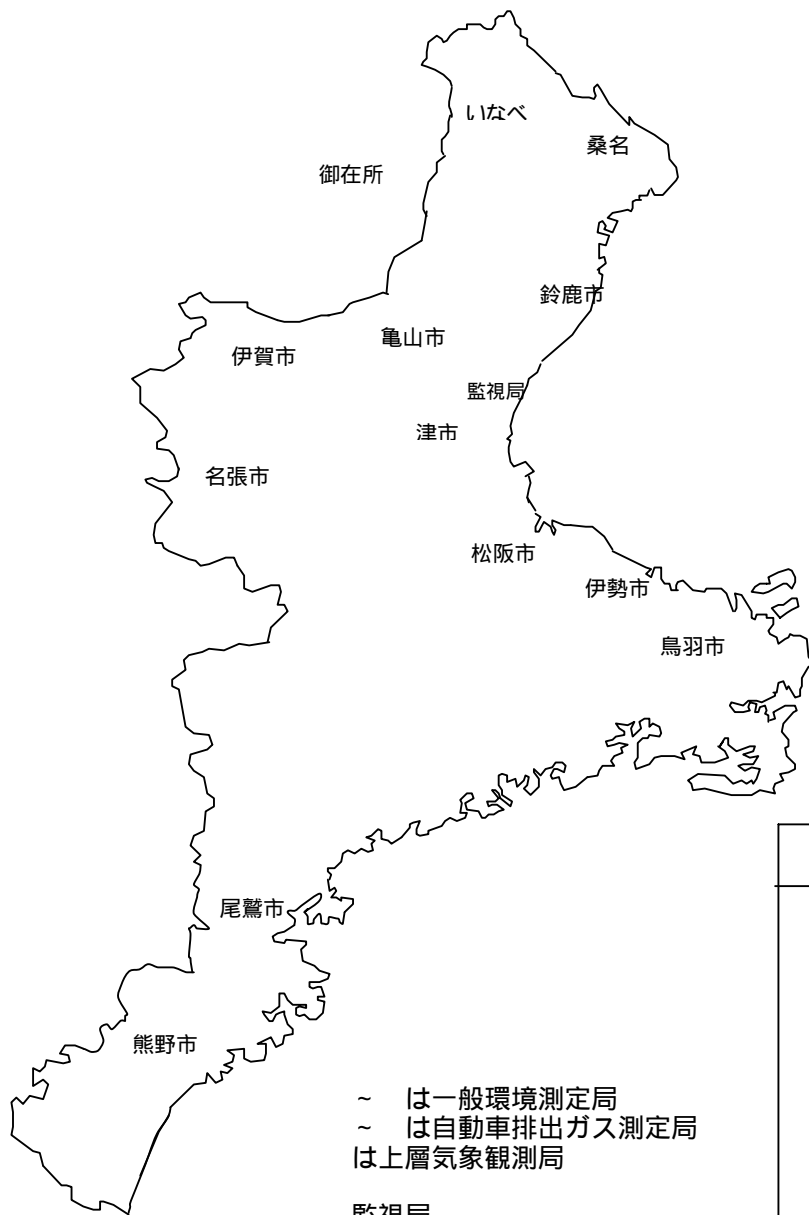 いなべ
桑名
御在所
鈴鹿市
亀山市
伊賀市
監視局
津市
名張市
松阪市
伊勢市
鳥羽市
尾鷲市
熊野市
～　は一般環境測定局
～　は自動車排出ガス測定局
は上層気象観測局
監視局